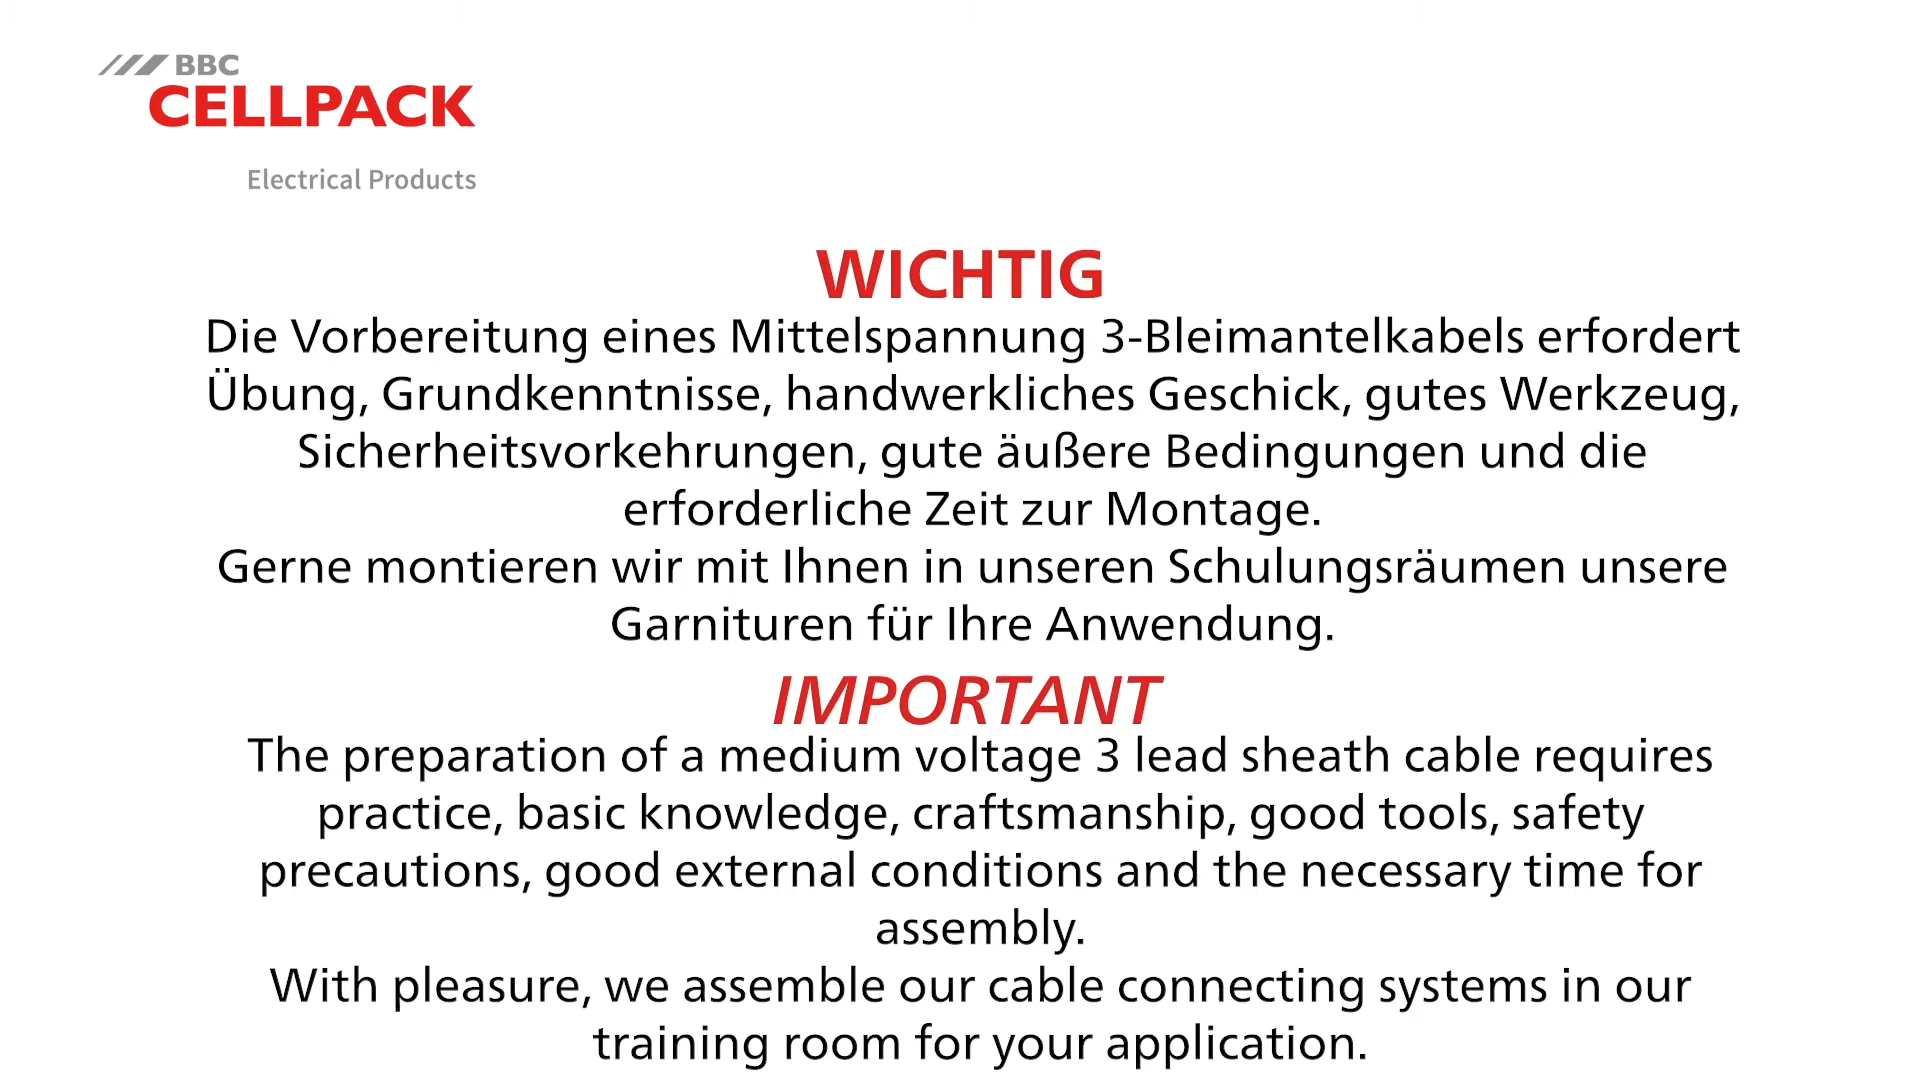 BBC
CELLPACK
Electrical Products
WICHTIG
Die Vorbereitung eines Mittelspannung 3-Bleimantelkabels erfordert
Übung, Grundkenntnisse, handwerkliches Geschick, gutes Werkzeug,
Sicherheitsvorkehrungen, gute äußere Bedingungen und die
erforderliche Zeit zur Montage.
Gerne montieren wir mit Ihnen in unseren Schulungsräumen unsere
Garnituren für Ihre Anwendung.
IMPORTANT
The preparation of a medium voltage 3 lead sheath cable requires
practice, basic knowledge, craftsmanship, good tools, safety
precautions, good external conditions and the necessary time for
assembly.
With pleasure, we assemble our cable connecting systems in our
training room for your application.